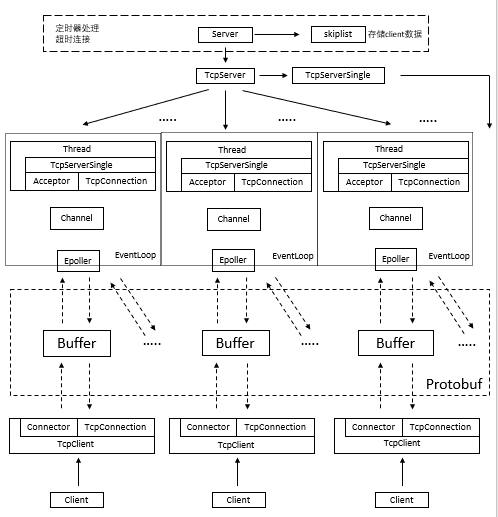 定时器处理
超时连接
Server
skiplist
存储client数据
TcpServer
TcpServerSingle
.....
.....
.....
Thread
TcpServerSingle
Acceptor
TcpConnection
Channel
Epoller
EventLoop
Thread
TcpServerSingle
Acceptor
TcpConnection
Channel
Epoller
EventLoop
Thread
TcpServerSingle
Acceptor
TcpConnection
Channel
Epoller
EventLoop
Buffer
.....
Buffer
.....
Buffer
.....
Protobuf
Connector
TcpConnection
TcpClient
Connector
TcpConnection
TcpClient
Connector
TcpConnection
TcpClient
Client
Client
Client